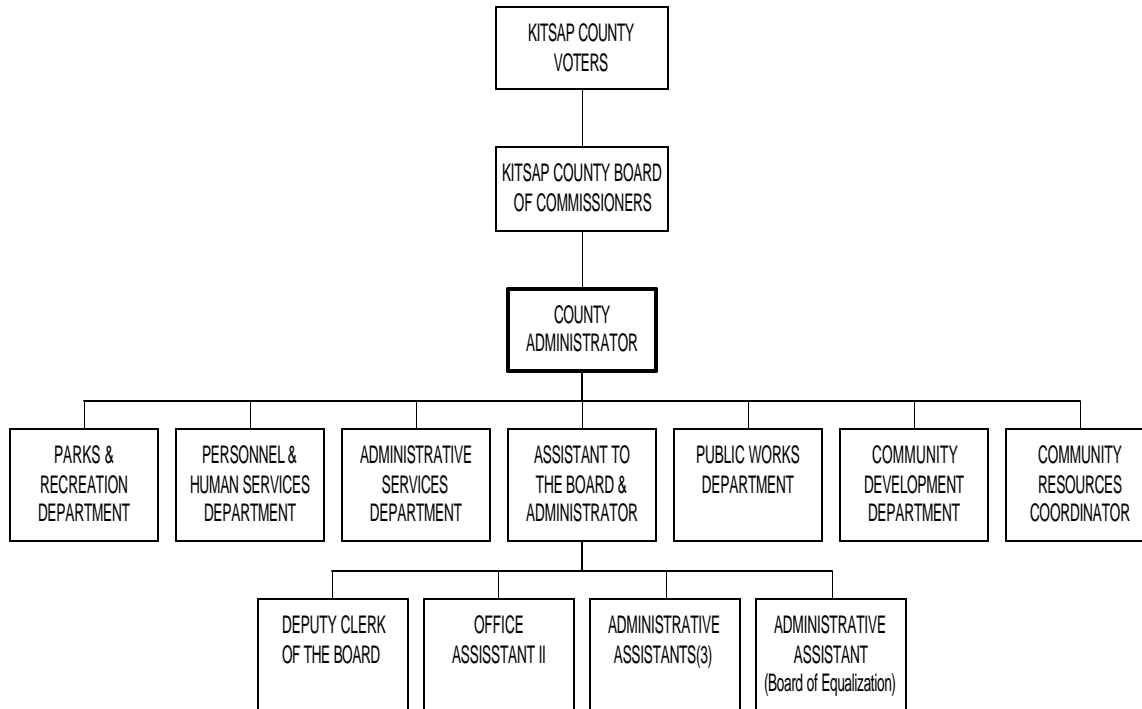 KITSAP COUNTY
VOTERS
KITSAP COUNTY BOARD
OF COMMISSIONERS
COUNTY
ADMINISTRATOR
PARKS &
RECREATION
DEPARTMENT
PERSONNEL &
HUMAN SERVICES
DEPARTMENT
ADMINISTRATIVE
SERVICES
DEPARTMENT
ASSISTANT TO
THE BOARD &
ADMINISTRATOR
PUBLIC WORKS
DEPARTMENT
COMMUNITY
DEVELOPMENT
DEPARTMENT
COMMUNITY
RESOURCES
COORDINATOR
DEPUTY CLERK
OF THE BOARD
OFFICE
ASSISSTANT II
ADMINISTRATIVE
ASSISTANTS(3)
ADMINISTRATIVE
ASSISTANT
(Board of Equalization)